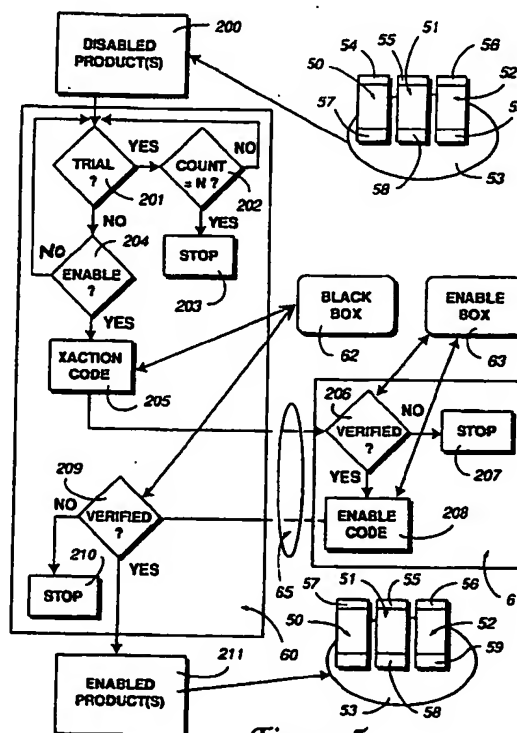 200
DISABLED
PRODUCT(S)
54
55
51
56
50
52
57
5
58
53
TRIAL
?
201
YES
COUNT
= N ?
202
NO
NO
YES
STOP
203
NO
204
ENABLE
?
YES
BLACK
BOX
62
ENABLE
BOX
63
XACTION
CODE
205
206
VERIFIED
?
NO
STOP
207
YES
209
VERIFIED
?
NO
ENABLE
CODE
208
STOP
210
YES
65
60
6
57
51
55
56
50
52
59
58
53
211
ENABLED
PRODUCT(S)